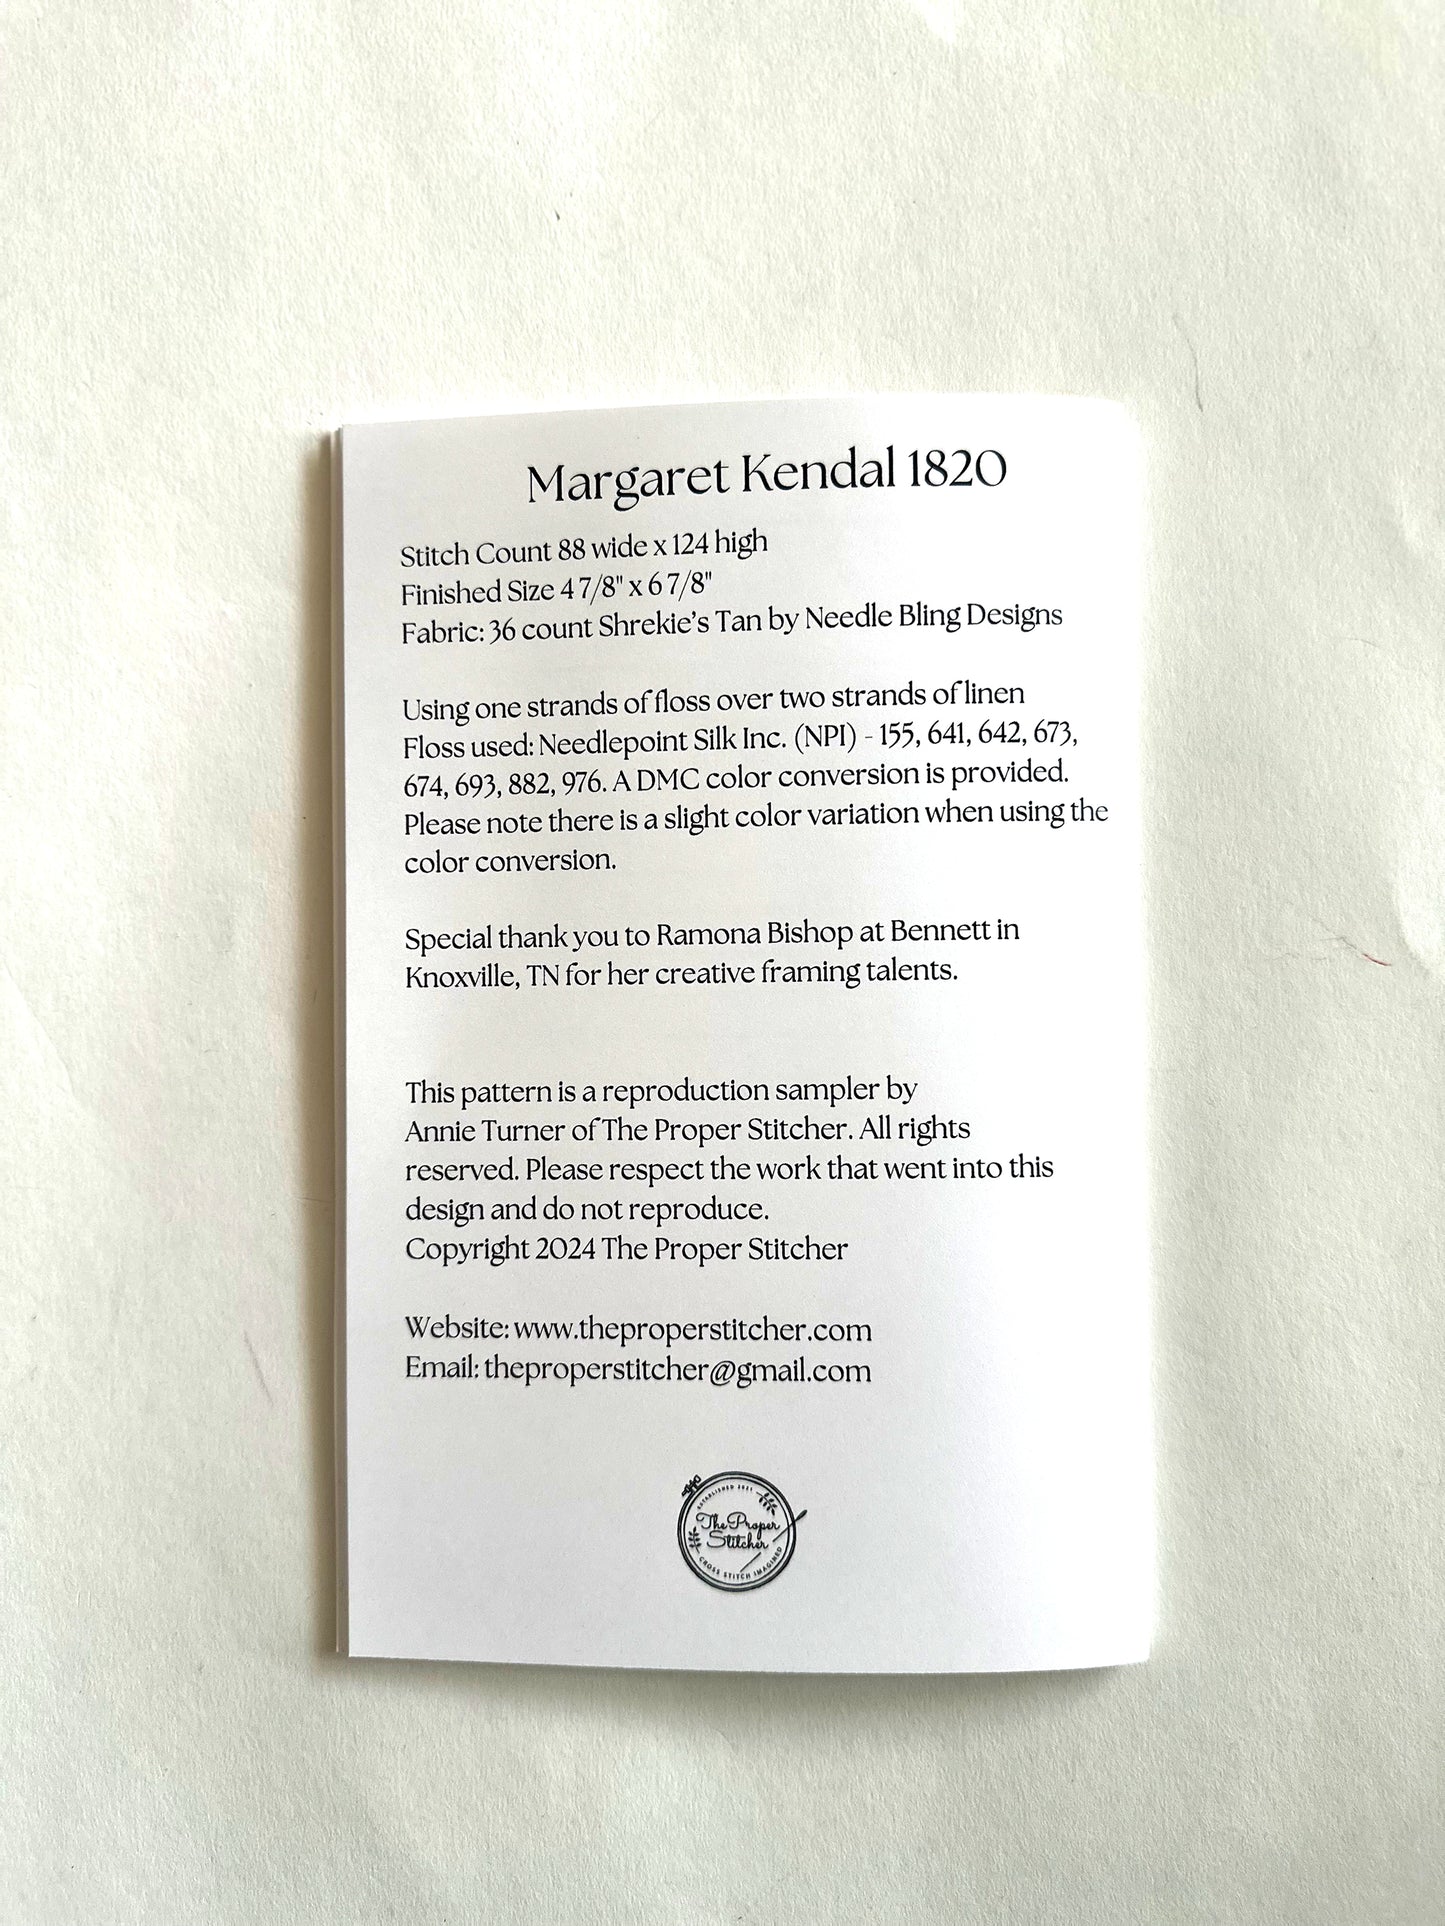 Margaret Kendal 1820
Stitch Count 88 wide x 124 high
Finished Size 4 7/8" x 6 7/8"
Fabric: 36 count Shrekie's Tan by Needle Bling Designs
Using one strands of floss over two strands of linen
Floss used: Needlepoint Silk Inc. (NPI) - 155, 641, 642, 673,
674, 693, 882, 976. A DMC color conversion is provided.
Please note there is a slight color variation when using the
color conversion.
Special thank you to Ramona Bishop at Bennett in
Knoxville, TN for her creative framing talents.
This pattern is a reproduction sampler by
Annie Turner of The Proper Stitcher. All rights
reserved. Please respect the work that went into this
design and do not reproduce.
Copyright 2024 The Proper Stitcher
Website: www.theproperstitcher.com
Email: theproperstitcher@gmail.com
ESTABLISHED 2021
The Proper
Stitcher
CROSS STITCH IMAGINED